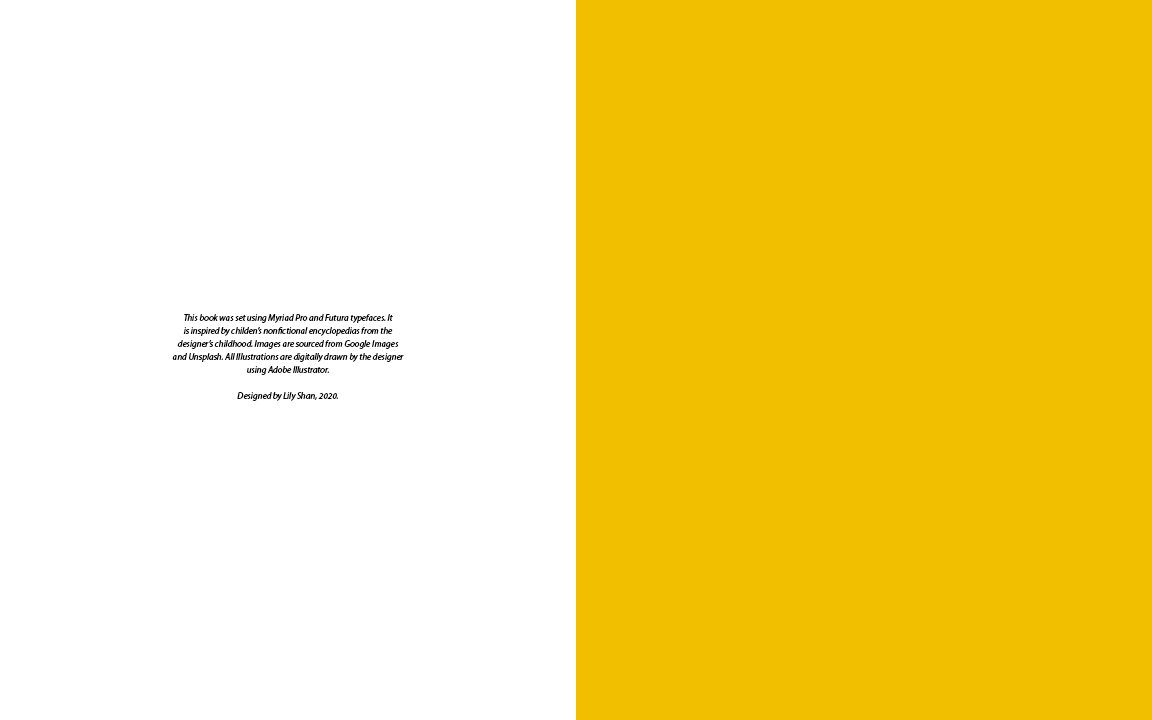 This book was set using Myriad Pro and Futura typefaces. It
is inspired by childen's nonfictional encyclopedias from the
designer's childhood. Images are sourced from Google Images
and Unsplash. All Illustrations are digitally drawn by the designer
using Adobe Illustrator.
Designed by Lily Shan, 2020.